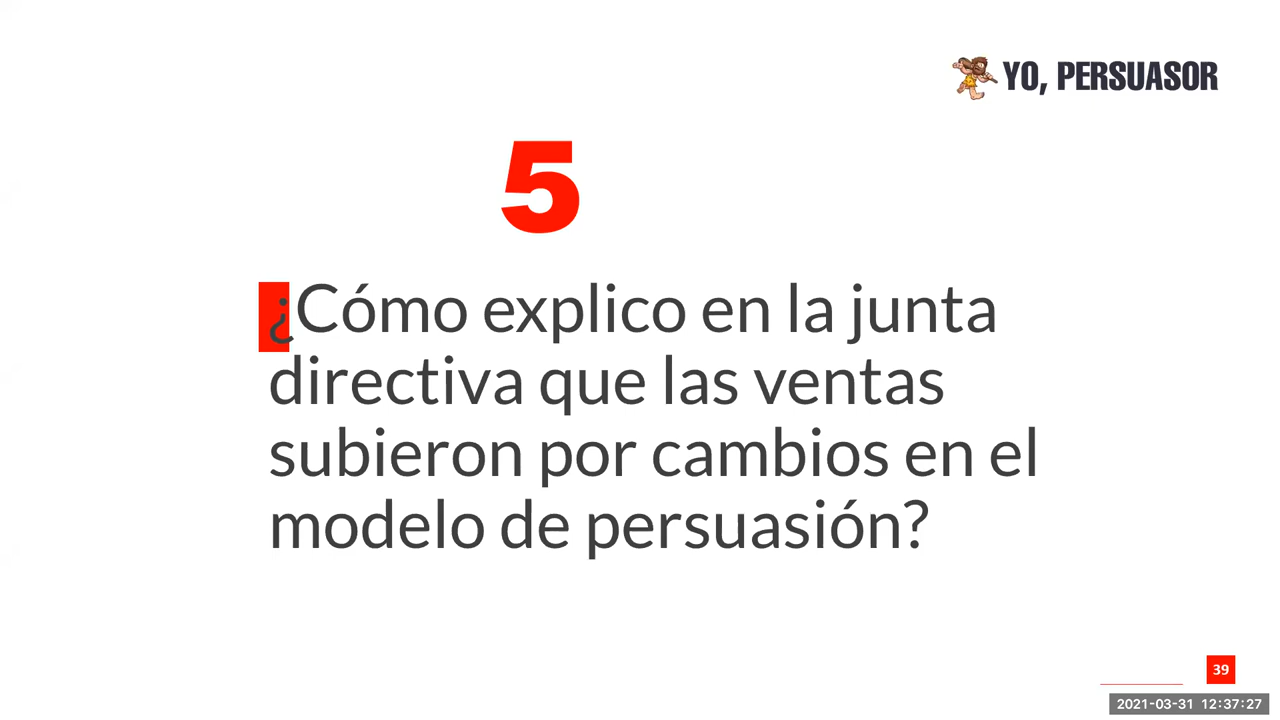 YO, PERSUASOR
5
¿Cómo explico en la junta
directiva que las ventas
subieron por cambios en el
modelo de persuasión?
39
2021-03-31 12:37:27